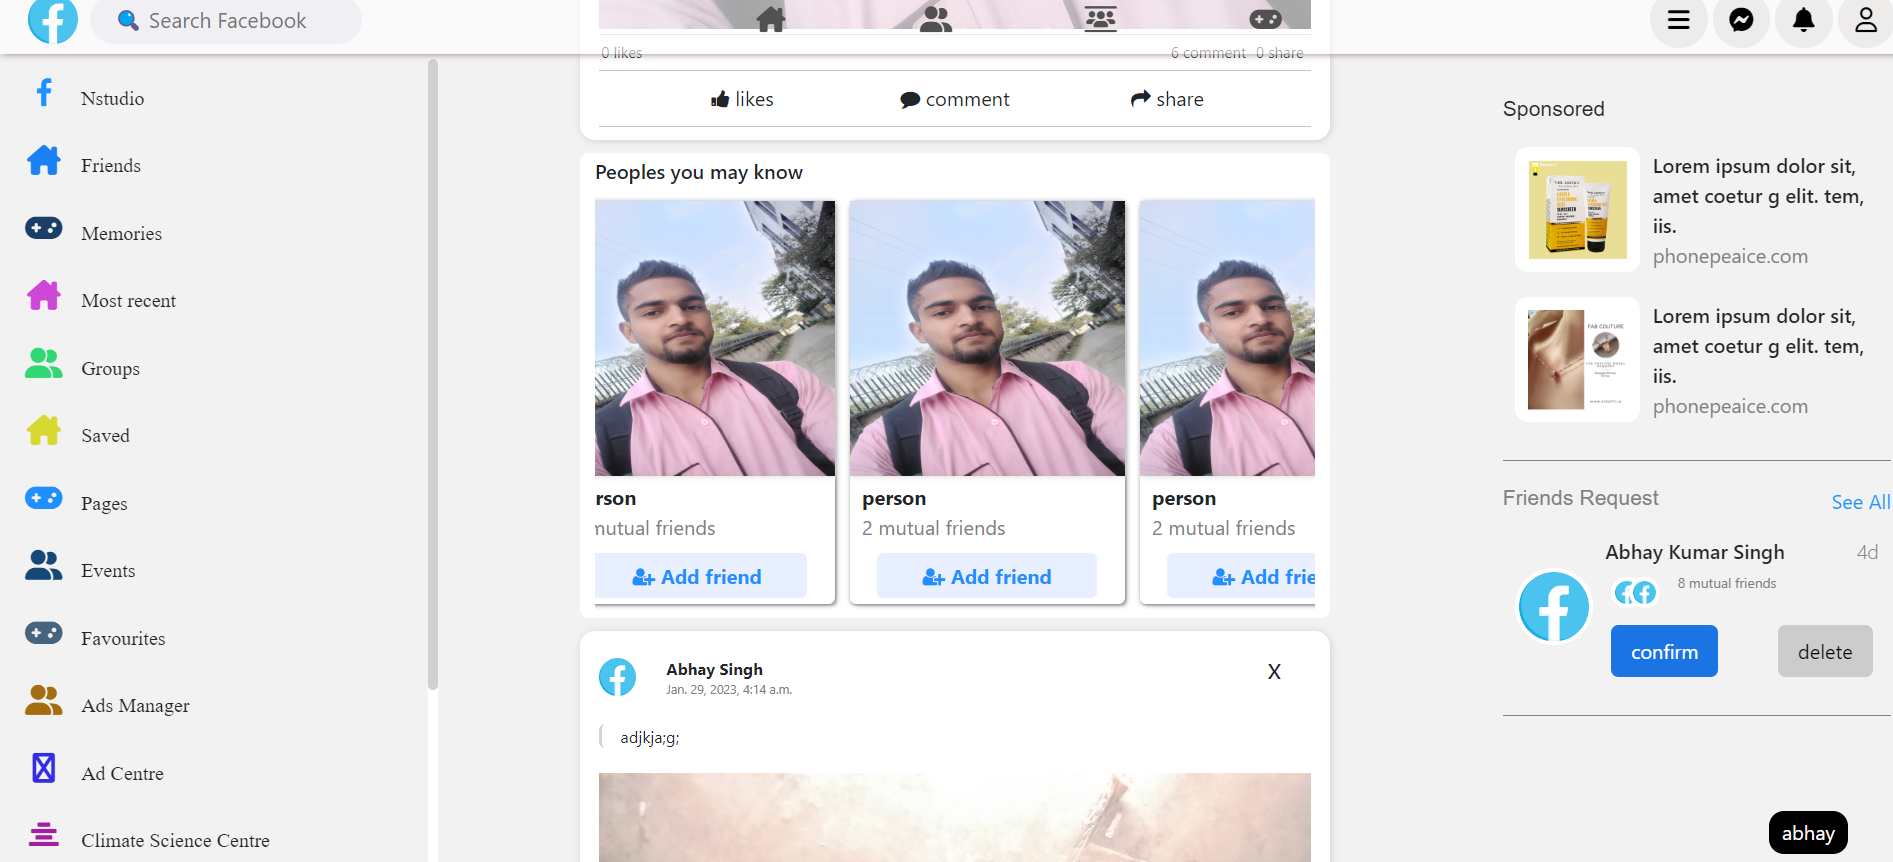 Search Facebook
Nstudio
Friends
Memories
Most recent
Groups
Saved
Pages
Events
Favourites
Ads Manager
Ad Centre
Climate Science Centre
0 likes
6 comment 0 share
likes
comment
share
Peoples you may know
rson
mutual friends
Add friend
person
2 mutual friends
Add friend
person
2 mutual friends
Add frie
Abhay Singh
Jan. 29, 2023, 4:14 a.m.
X
adjkja;g;
Sponsored
Lorem ipsum dolor sit,
amet coetur g elit. tem,
iis.
phonepeaice.com
SUNSCREEN
FAB COUTURE
Lorem ipsum dolor sit,
amet coetur g elit. tem,
iis.
phonepeaice.com
Friends Request
See All
Abhay Kumar Singh
4d
8 mutual friends
confirm
delete
abhay